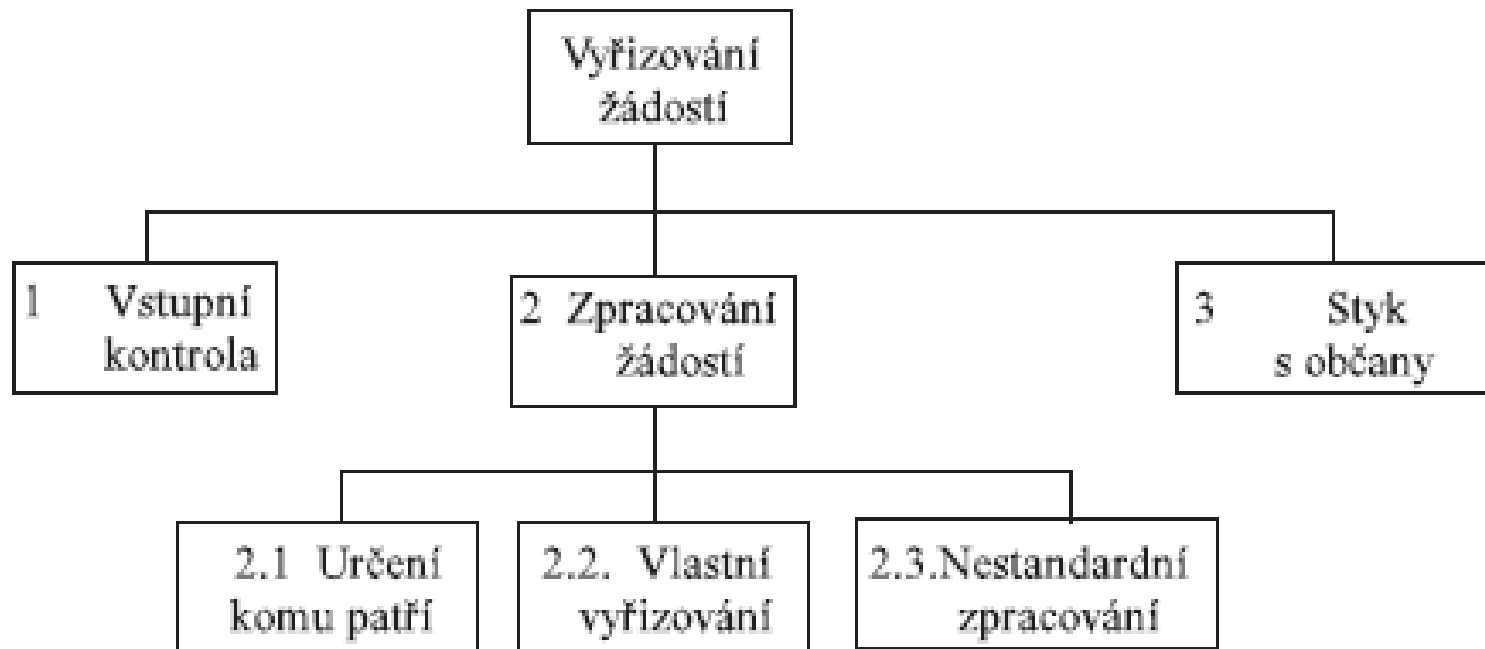 Vyřizování
žádostí
1 Vstupní
kontrola
2 Zpracování
žádostí
3 Styk
s občany
2.1 Určení
komu patří
2.2. Vlastní
vyřizování
2.3.Nestandardní
zpracování